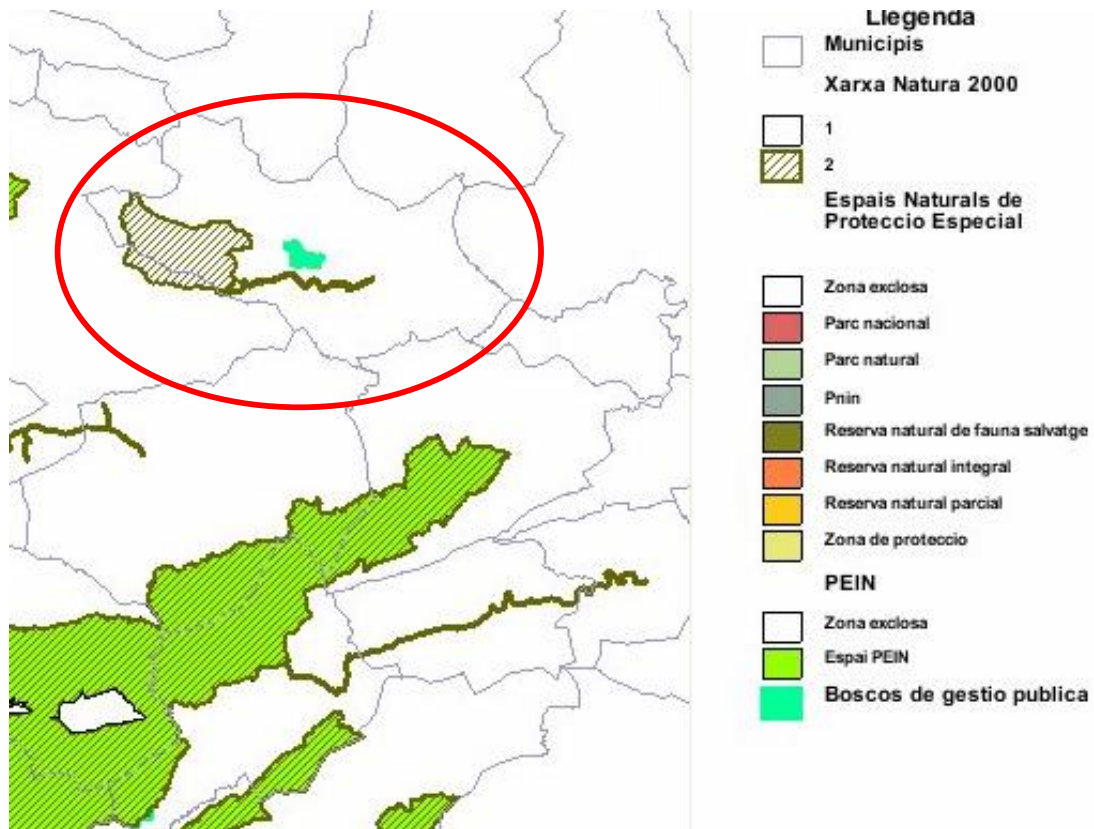 Llegenda
Municipis
Xarxa Natura 2000
1
2
Espais Naturals de
Proteccio Especial
Zona exclosa
Parc nacional
Parc natural
Pnin
Reserva natural de fauna salvatge
Reserva natural integral
Reserva natural parcial
Zona de proteccio
PEIN
Zona exclosa
Espai PEIN
Boscos de gestio publica